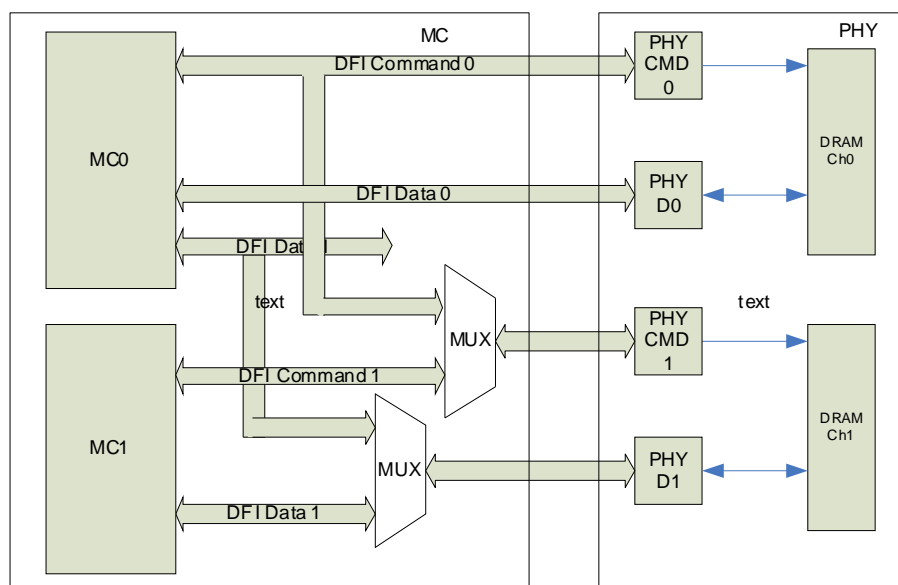 MC
PHY
DFI Command 0
PHY
CMD
0
MC0
DRAM
Ch0
DFI Data 0
PHY
D0
DFI Data 1
text
text
MUX
PHY
CMD
1
DFI Command 1
MC1
DRAM
Ch1
MUX
PHY
D1
DFI Data 1